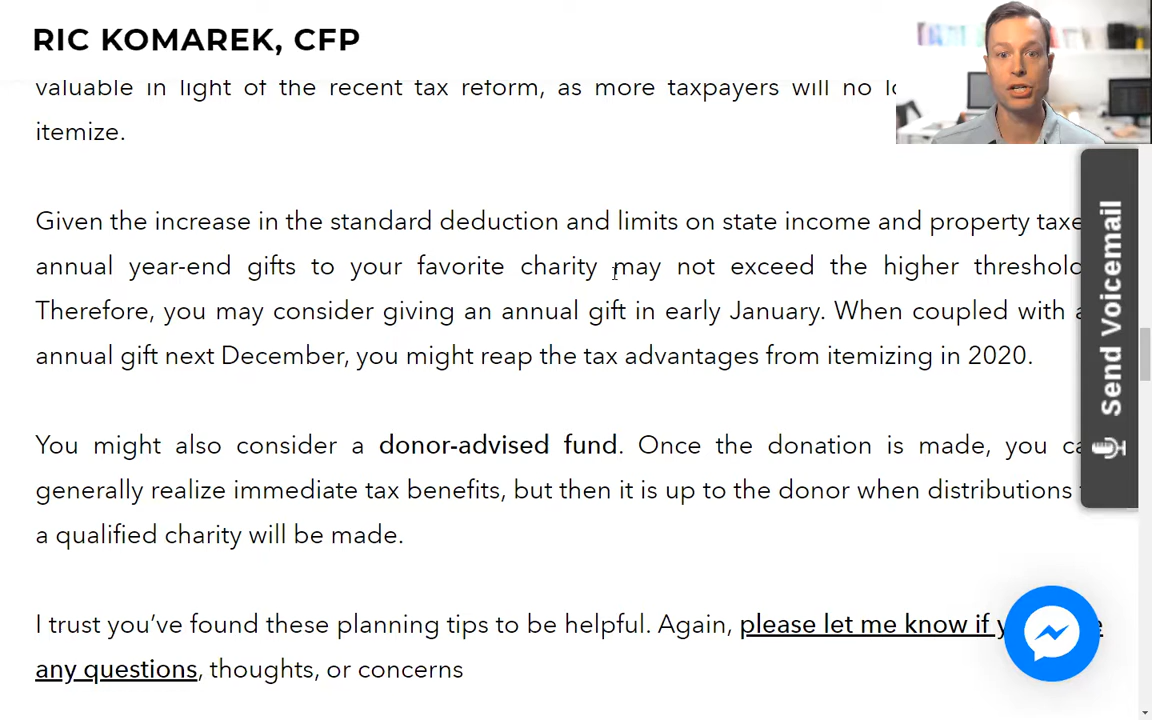 RIC KOMAREK, CFP
valuable in light of the recent tax reform, as more taxpayers will no
itemize.
Given the increase in the standard deduction and limits on state income and property
annual year-end gifts to your favorite charity may not exceed the higher
Therefore, you may consider giving an annual gift in early January. When coupled with
annual gift next December, you might reap the tax advantages from itemizing in 2020.
You might also consider a donor-advised fund. Once the donation is made, you
generally realize immediate tax benefits, but then it is up to the donor when distributions
a qualified charity will be made.
I trust you've found these planning tips to be helpful. Again, please let me know if
any questions, thoughts, or concerns
Send Voicemail